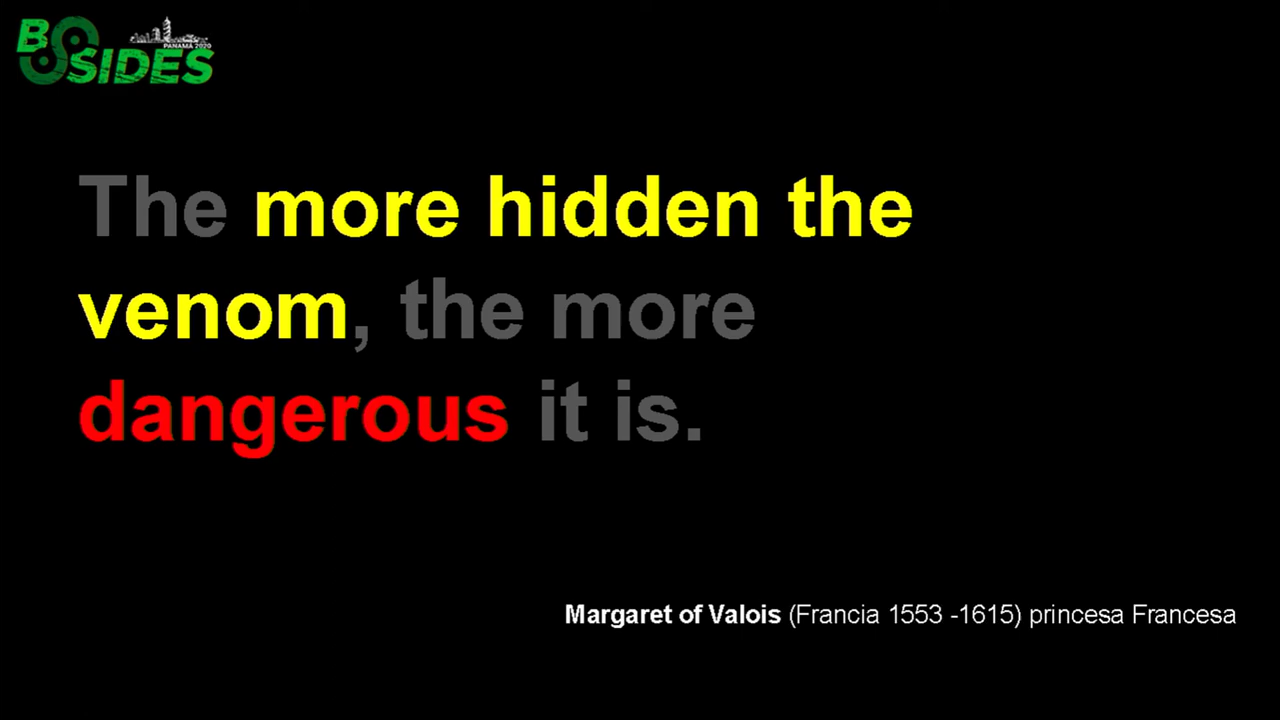 BSIDES
PANAMÁ 2020
The more hidden the
venom, the more
dangerous it is.
Margaret of Valois (Francia 1553 -1615) princesa Francesa